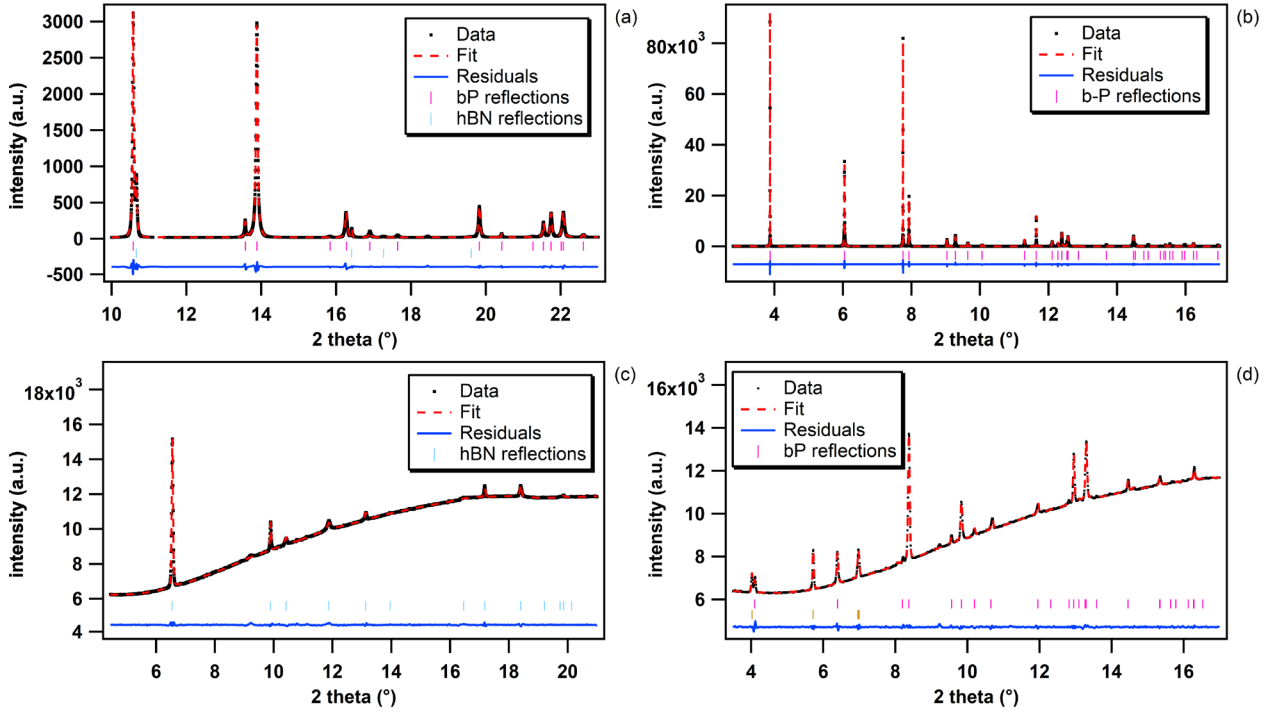 (a)
3000
2500
2000
1500
1000
500
0
-500
intensity (a.u.)
Data
Fit
Residuals
bP reflections
hBN reflections
10 12 14 16 18 20 22
2 theta (°)
(b)
80x10³
60
40
20
0
intensity (a.u.)
Data
Fit
Residuals
b-P reflections
4 6 8 10 12 14 16
2 theta (°)
(c)
18x10³
16
14
12
10
8
6
4
intensity (a.u.)
Data
Fit
Residuals
hBN reflections
6 8 10 12 14 16 18 20
2 theta (°)
(d)
16x10³
14
12
10
8
6
intensity (a.u.)
Data
Fit
Residuals
bP reflections
4 6 8 10 12 14 16
2 theta (°)